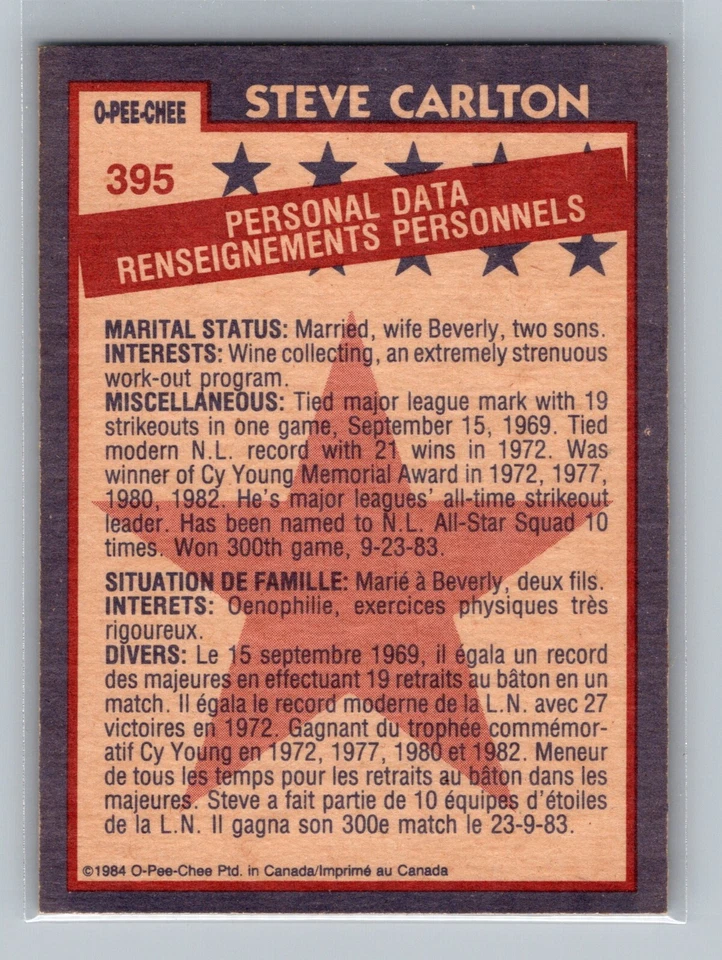 O-PEE-CHEE
STEVE CARLTON
395
PERSONAL DATA
RENSEIGNEMENTS PERSONNELS
MARITAL STATUS: Married, wife Beverly, two sons.
INTERESTS: Wine collecting, an extremely strenuous
work-out program.
MISCELLANEOUS: Tied major league mark with 19
strikeouts in one game, September 15, 1969. Tied
modern N.L. record with 21 wins in 1972. Was
winner of Cy Young Memorial Award in 1972, 1977,
1980, 1982. He's major leagues' all-time strikeout
leader. Has been named to N.L. All-Star Squad 10
times. Won 300th game, 9-23-83.
SITUATION DE FAMILLE: Marié à Beverly, deux fils.
INTERETS: Oenophilie, exercices physiques très
rigoureux.
DIVERS: Le 15 septembre 1969, il égala un record
des majeures en effectuant 19 retraits au bâton en un
match. Il égala le record moderne de la L.N. avec 27
victoires en 1972. Gagnant du trophée commémor-
atif Cy Young en 1972, 1977, 1980 et 1982. Meneur
de tous les temps pour les retraits au bâton dans les
majeures. Steve a fait partie de 10 équipes d'étoiles
de la L.N. Il gagna son 300e match le 23-9-83.
©1984 O-Pee-Chee Ptd. in Canada/Imprimé au Canada